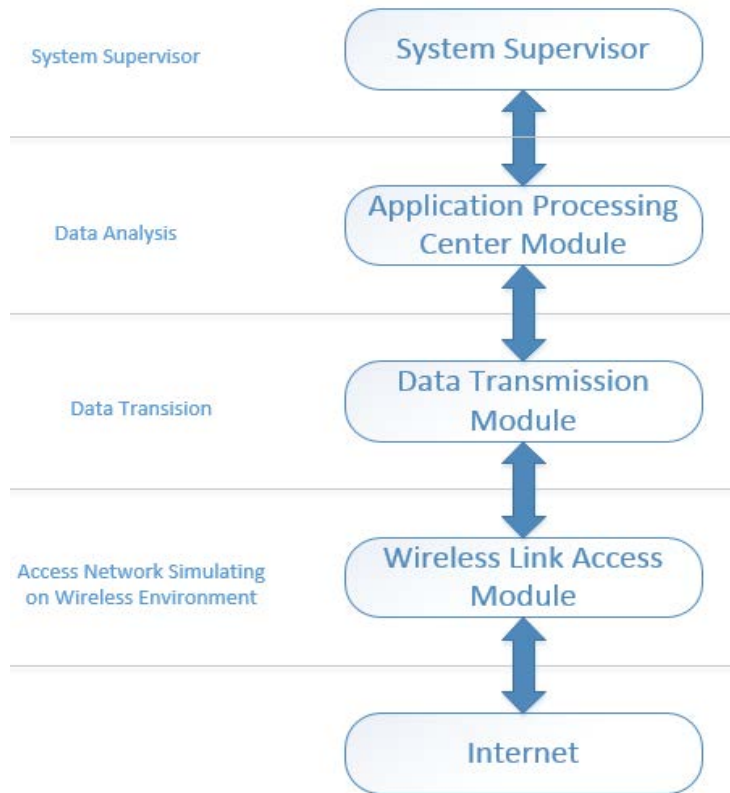 System Supervisor
System Supervisor
Data Analysis
Application Processing
Center Module
Data Transision
Data Transmission
Module
Access Network Simulating
on Wireless Environment
Wireless Link Access
Module
Internet